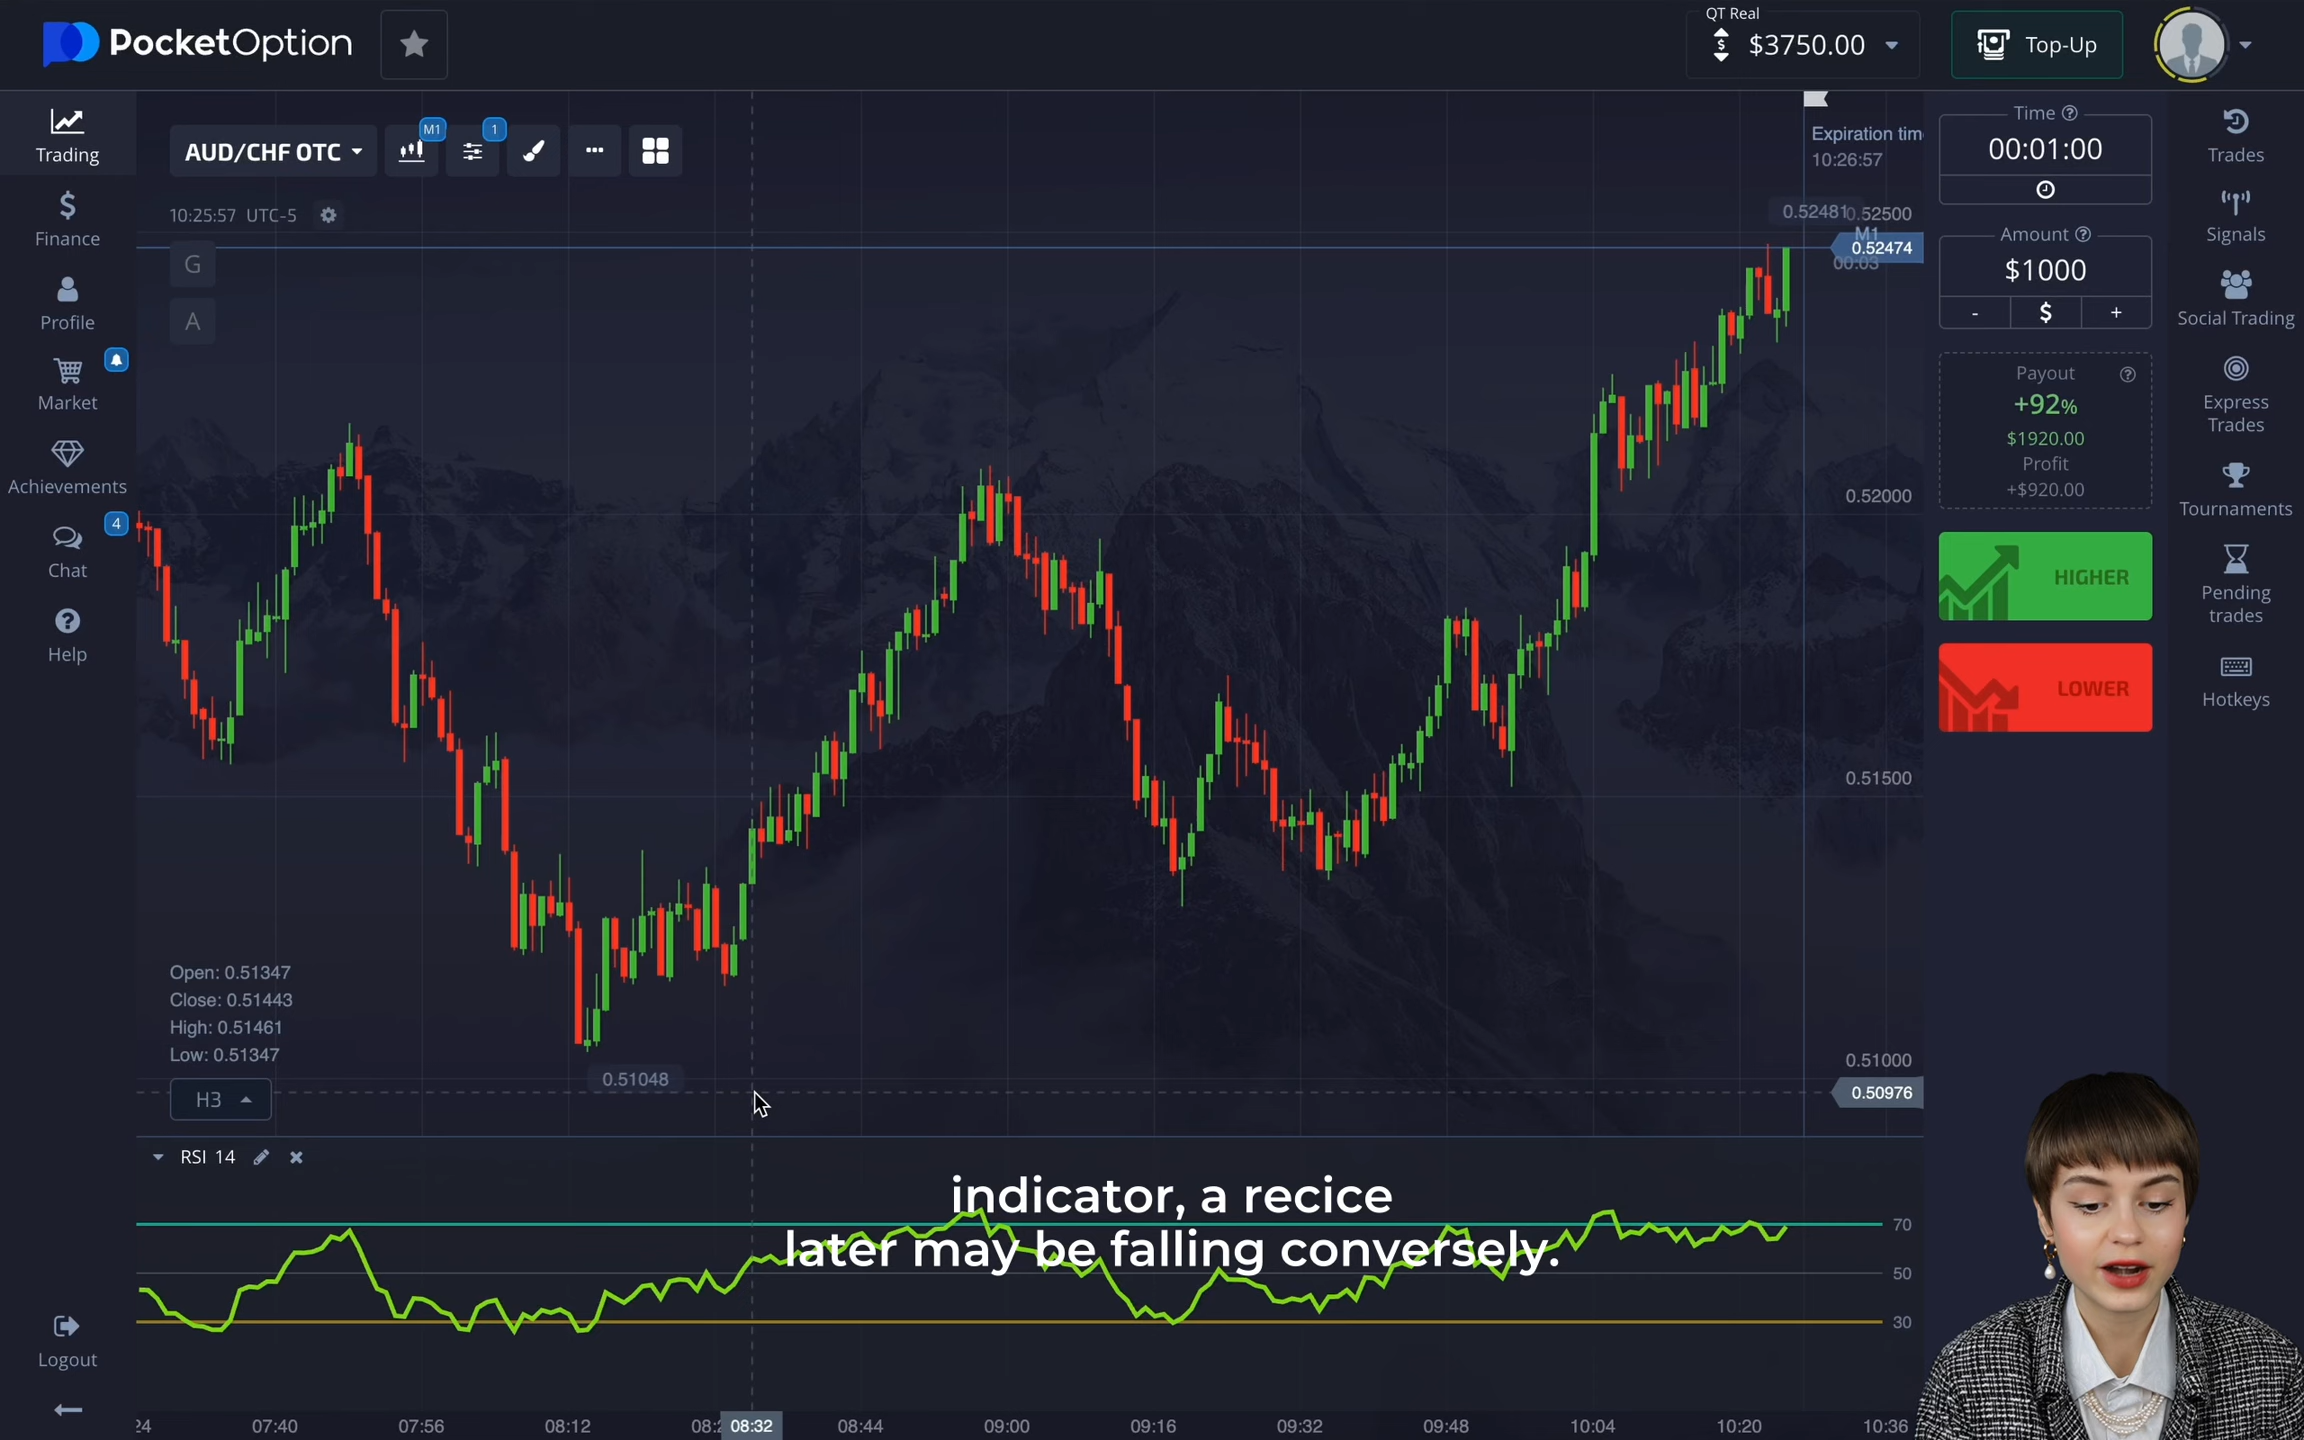 PocketOption
QT Real
$3750.00
Top-Up
Trading
Finance
Profile
Market
Achievements
4
Chat
Help
Logout
AUD/CHF OTC
M1
1
10:25:57 UTC-5
G
A
Expiration tim
10:26:57
0.52481
0.52500
M1
0.52474
00:03
0.52000
0.51500
0.51000
0.50976
0.51048
Open: 0.51347
Close: 0.51443
High: 0.51461
Low: 0.51347
H3
RSI 14
indicator, a recice
later may be falling conversely.
70
50
30
24
07:40
07:56
08:12
08:2
08:32
08:44
09:00
09:16
09:32
09:48
10:04
10:20
10:36
Time
00:01:00
Amount
$1000
-
$
+
Payout
+92%
$1920.00
Profit
+$920.00
HIGHER
LOWER
Trades
Signals
Social Trading
Express
Trades
Tournaments
Pending
trades
Hotkeys